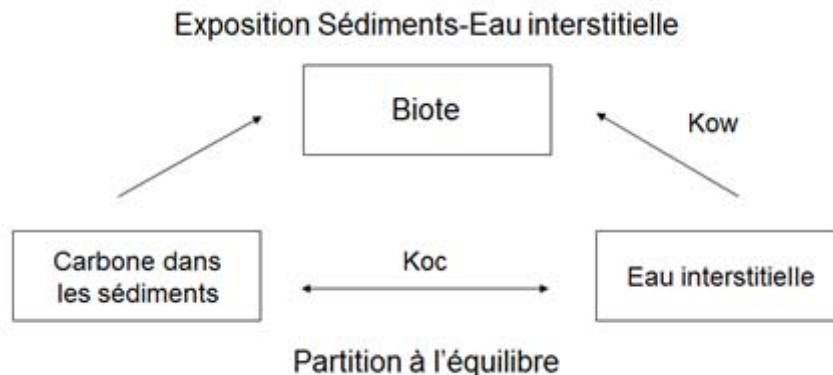 Exposition Sédiments-Eau interstitielle
Biote
Kow
Carbone dans
les sédiments
Koc
Eau interstitielle
Partition à l'équilibre